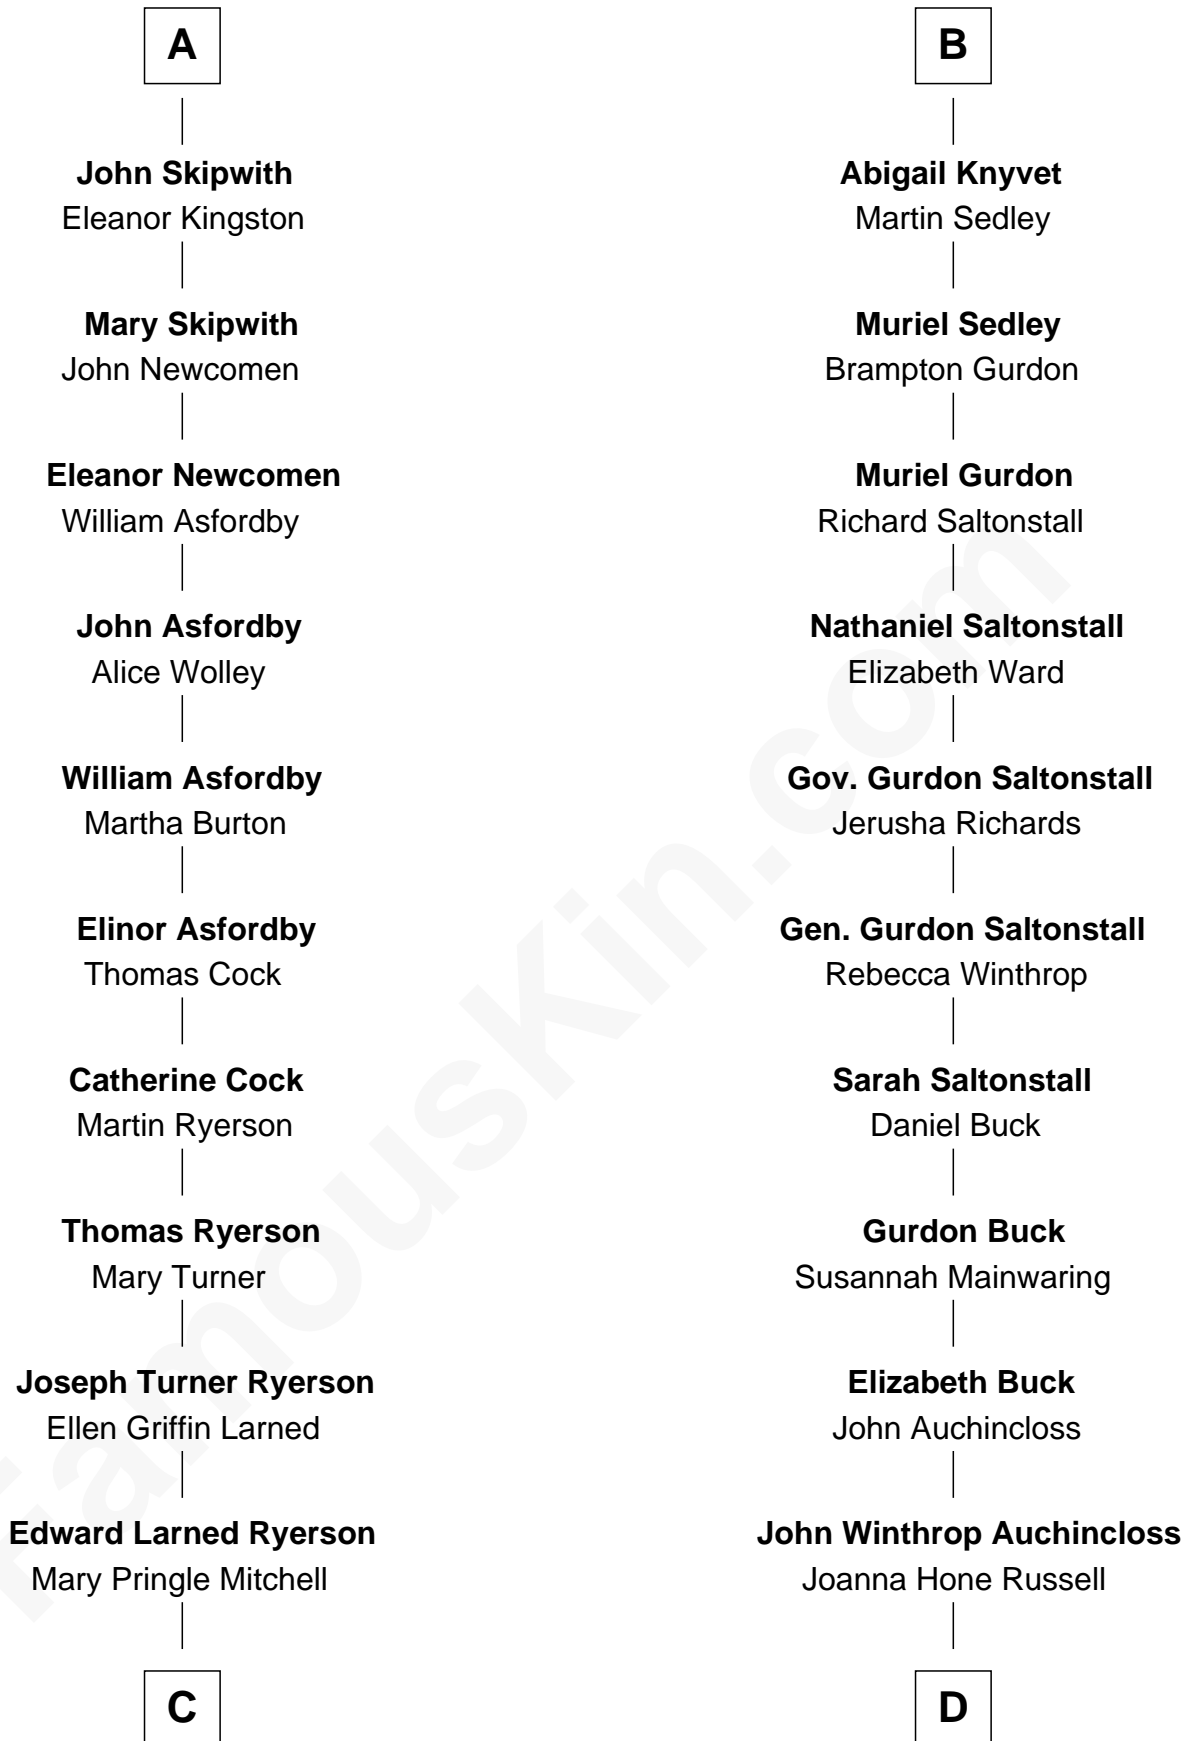 A
John Skipwith
Eleanor Kingston
Mary Skipwith
John Newcomen
Eleanor Newcomen
William Asfordby
John Asfordby
Alice Wolley
William Asfordby
Martha Burton
Elinor Asfordby
Thomas Cock
Catherine Cock
Martin Ryerson
Thomas Ryerson
Mary Turner
Joseph Turner Ryerson
Ellen Griffin Larned
Edward Larned Ryerson
Mary Pringle Mitchell
C
B
Abigail Knyvet
Martin Sedley
Muriel Sedley
Brampton Gurdon
Muriel Gurdon
Richard Saltonstall
Nathaniel Saltonstall
Elizabeth Ward
Gov. Gurdon Saltonstall
Jerusha Richards
Gen. Gurdon Saltonstall
Rebecca Winthrop
Sarah Saltonstall
Daniel Buck
Gurdon Buck
Susannah Mainwaring
Elizabeth Buck
John Auchincloss
John Winthrop Auchincloss
Joanna Hone Russell
D
FamousKin.com